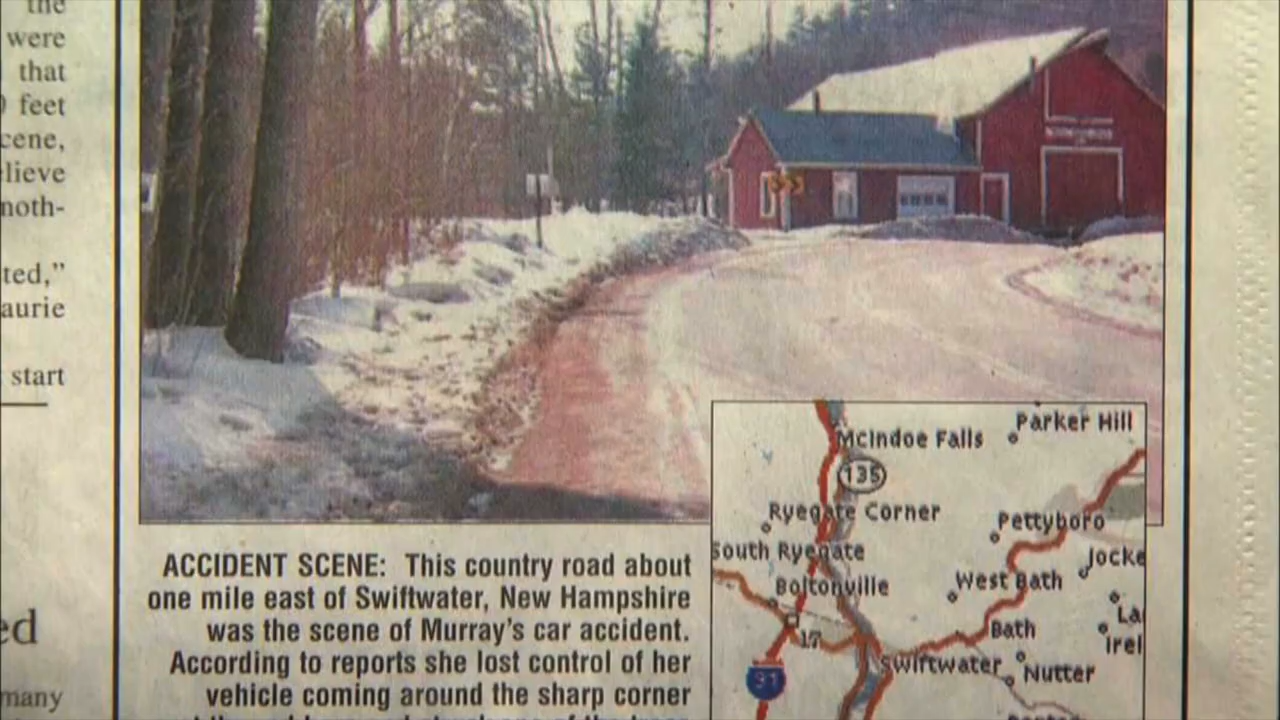 the
were
that
feet
cene,
elieve
noth-
ted,”
aurie
start
ed
many
ACCIDENT SCENE: This country road about
one mile east of Swiftwater, New Hampshire
was the scene of Murray's car accident.
According to reports she lost control of her
vehicle coming around the sharp corner
Parker Hill
McIndoe Falls
135
Ryegate Corner
Pettyboro
South Ryegate
Jocke
Boltonville
West Bath
La
17
Bath
irel
Swiftwater
Nutter
91